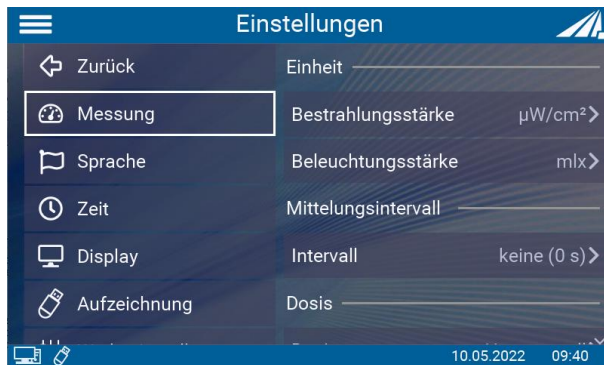 Einstellungen
Zurück
Messung
Sprache
Zeit
Display
Aufzeichnung
Einheit
Bestrahlungsstärke µW/cm²
Beleuchtungsstärke mlx
Mittelungsintervall
Intervall keine (0 s)
Dosis
10.05.2022 09:40